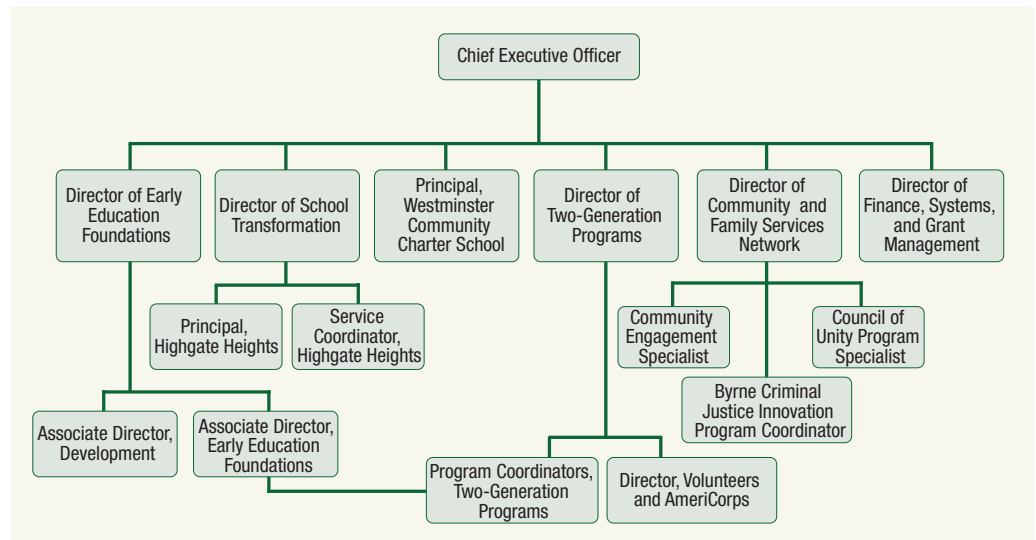 Chief Executive Officer
Director of Early
Education
Foundations
Director of School
Transformation
Principal,
Westminster
Community
Charter School
Director of
Two-Generation
Programs
Director of
Community and
Family Services
Network
Director of
Finance, Systems,
and Grant
Management
Principal,
Highgate Heights
Service
Coordinator,
Highgate Heights
Community
Engagement
Specialist
Council of
Unity Program
Specialist
Byrne Criminal
Justice Innovation
Program Coordinator
Associate Director,
Development
Associate Director,
Early Education
Foundations
Program Coordinators,
Two-Generation
Programs
Director, Volunteers
and AmeriCorps